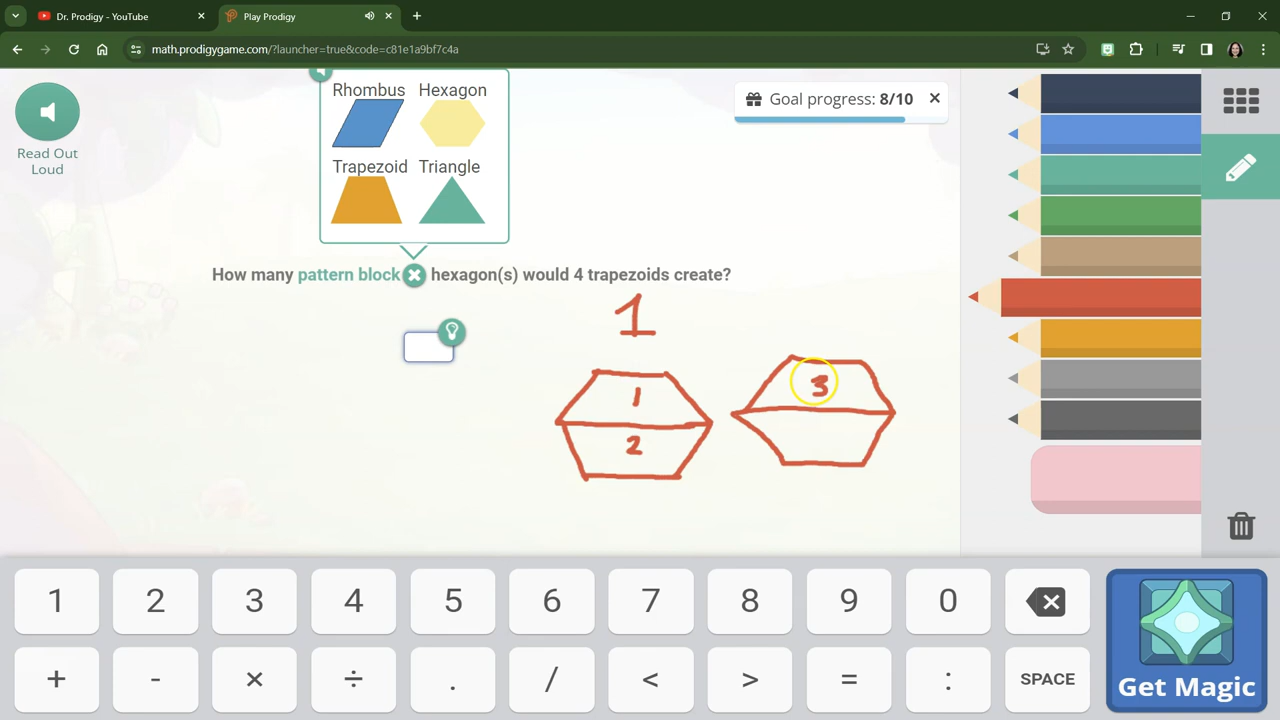 Dr. Prodigy - YouTube
Play Prodigy
math.prodigygame.com/?launcher=true&code=c81e1a9bf7c4a
Read Out
Loud
Rhombus Hexagon
Trapezoid Triangle
Goal progress: 8/10
How many pattern block hexagon(s) would 4 trapezoids create?
1
1
2
3
1 2 3 4 5 6 7 8 9 0
+ - × ÷ . / < > = : SPACE
Get Magic